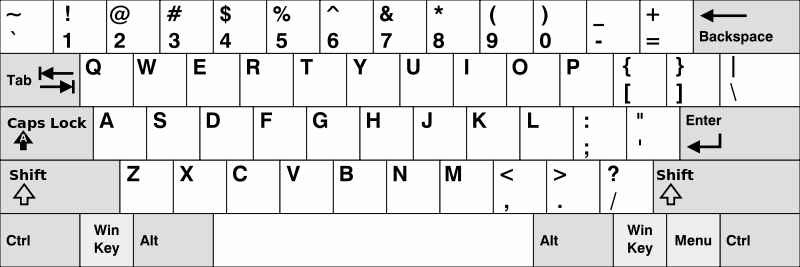 ~ ! @ # $ % ^ & * ( ) _ + Backspace
` 1 2 3 4 5 6 7 8 9 0 - =
Tab Q W E R T Y U I O P { } |
[ ] \
Caps Lock A S D F G H J K L : " Enter
A ; '
Shift Z X C V B N M < > ? Shift
, . /
Ctrl Win Key Alt Alt Win Key Menu Ctrl